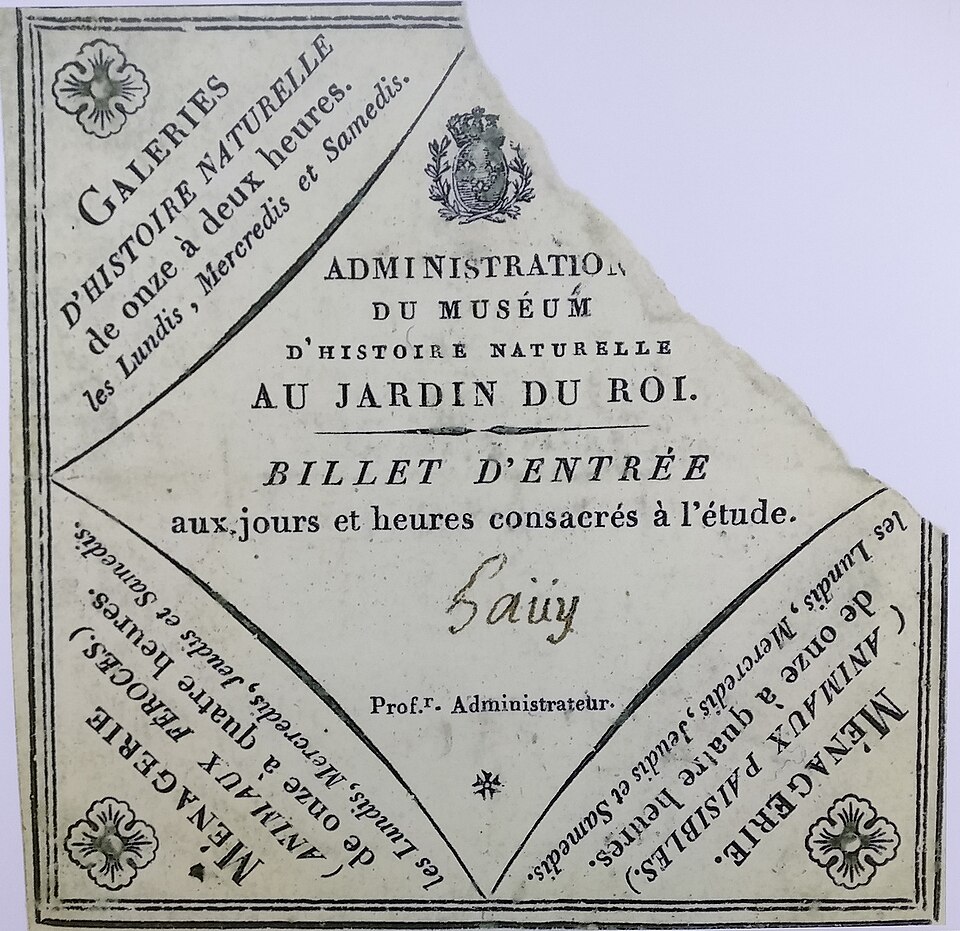 GALERIES
D'HISTOIRE NATURELLE
de onze à deux heures.
les Lundis, Mercredis et Samedis.
ADMINISTRATION
DU MUSÉUM
D'HISTOIRE NATURELLE
AU JARDIN DU ROI.
BILLET D'ENTRÉE
aux jours et heures consacrés à l'étude.
Haüy
Prof.r. Administrateur.
MÉNAGERIE
(ANIMAUX FÉROCES.)
de onze à quatre heures.
les Lundis, Mercredis, Jeudis et Samedis.
MÉNAGERIE.
(ANIMAUX PAISIBLES.)
de onze à quatre heures.
les Lundis, Mercredis, Jeudis et Samedis.